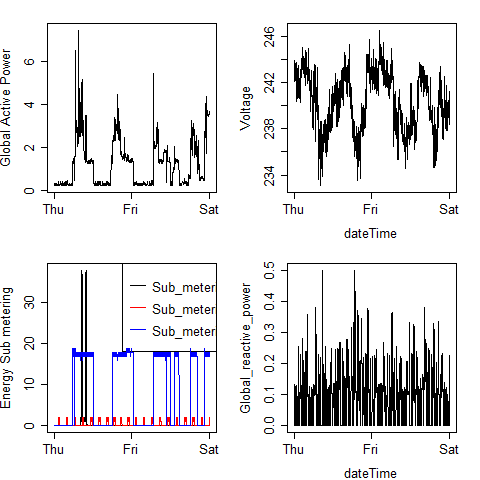 Global Active Power
0
2
4
6
Thu
Fri
Sat
Voltage
234
238
242
246
Thu
Fri
Sat
dateTime
Energy Sub metering
0
10
20
30
Sub_meter
Sub_meter
Sub_meter
Thu
Fri
Sat
Global_reactive_power
0.0
0.1
0.2
0.3
0.4
0.5
Thu
Fri
Sat
dateTime